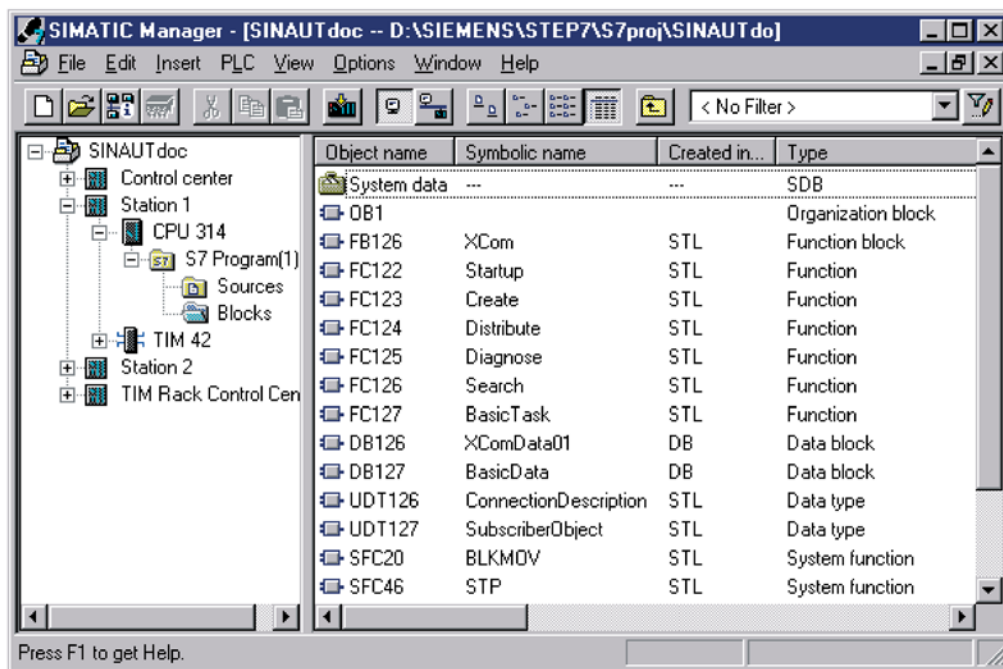 SIMATIC Manager - [SINAUTdoc -- D:\SIEMENS\STEP7\S7proj\SINAUTdo]
File Edit Insert PLC View Options Window Help
< No Filter >
SINAUTdoc
Control center
Station 1
CPU 314
S7 Program(1)
Sources
Blocks
TIM 42
Station 2
TIM Rack Control Cen
Object name Symbolic name Created in... Type
System data --- --- SDB
OB1 Organization block
FB126 XCom STL Function block
FC122 Startup STL Function
FC123 Create STL Function
FC124 Distribute STL Function
FC125 Diagnose STL Function
FC126 Search STL Function
FC127 BasicTask STL Function
DB126 XComData01 DB Data block
DB127 BasicData DB Data block
UDT126 ConnectionDescription STL Data type
UDT127 SubscriberObject STL Data type
SFC20 BLKMOV STL System function
SFC46 STP STL System function
Press F1 to get Help.